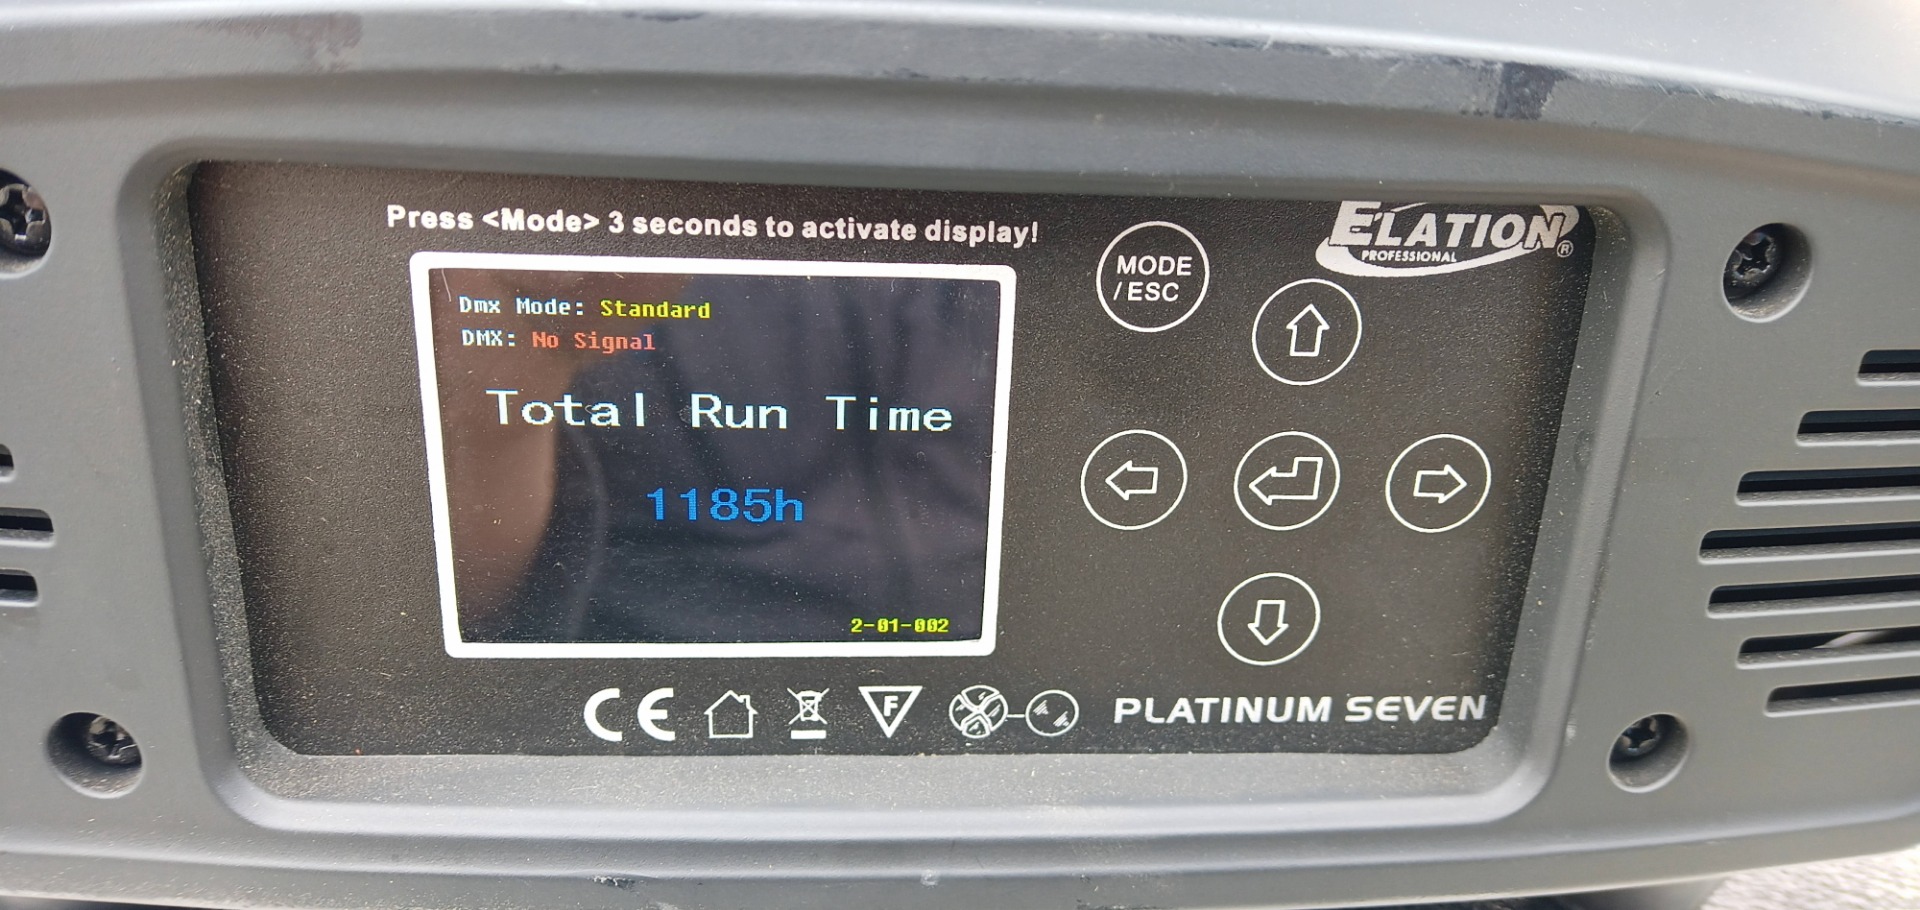 Press <Mode> 3 seconds to activate display!
ELATION®
PROFESSIONAL
MODE
/ESC
Dmx Mode: Standard
DMX: No Signal
Total Run Time
1185h
2-01-002
CE
F
PLATINUM SEVEN